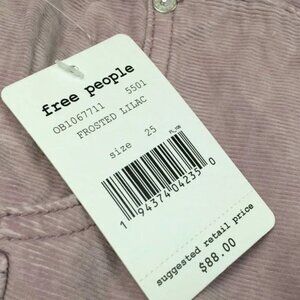 free people
OB1067711 5501
FROSTED LILAC
size 25
1 94374 04235 0
suggested retail price
$88.00